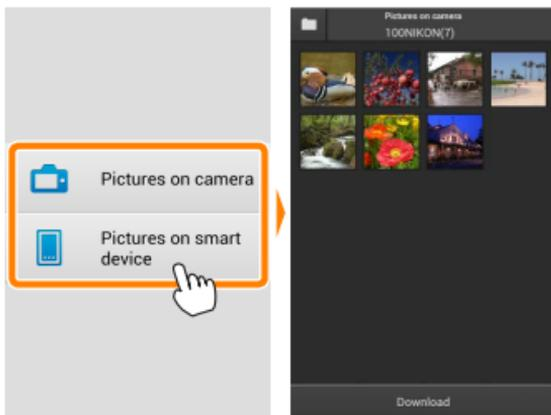 Pictures on camera
Pictures on smart
device
Pictures on camera
100NIKON(7)
Download